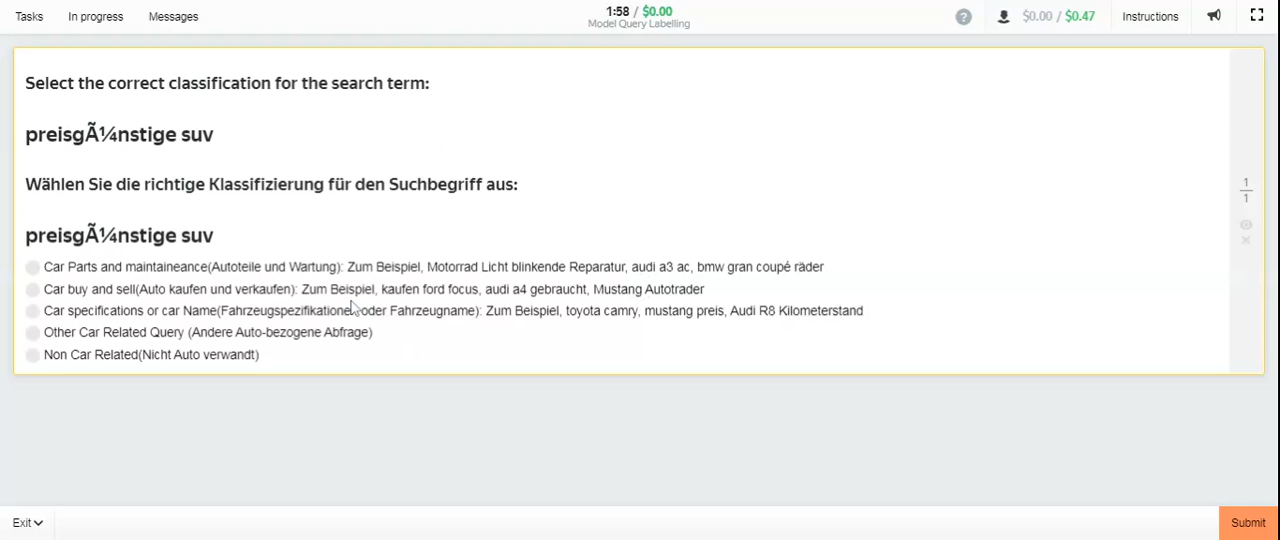 Tasks
In progress
Messages
1:58 / $0.00
Model Query Labelling
?
$0.00 / $0.47
Instructions
Select the correct classification for the search term:
preisgÃ¼nstige suv
Wählen Sie die richtige Klassifizierung für den Suchbegriff aus:
preisgÃ¼nstige suv
1
1
Car Parts and maintaineance(Autoteile und Wartung): Zum Beispiel, Motorrad Licht blinkende Reparatur, audi a3 ac, bmw gran coupé räder
Car buy and sell(Auto kaufen und verkaufen): Zum Beispiel, kaufen ford focus, audi a4 gebraucht, Mustang Autotrader
Car specifications or car Name(Fahrzeugspezifikationen oder Fahrzeugname): Zum Beispiel, toyota camry, mustang preis, Audi R8 Kilometerstand
Other Car Related Query (Andere Auto-bezogene Abfrage)
Non Car Related(Nicht Auto verwandt)
Exit
Submit